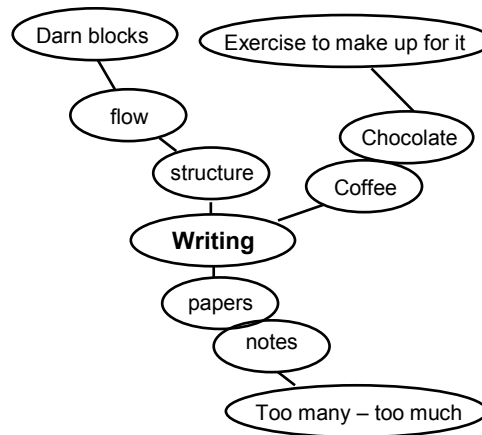 Darn blocks
Exercise to make up for it
flow
Chocolate
structure
Coffee
Writing
papers
notes
Too many – too much